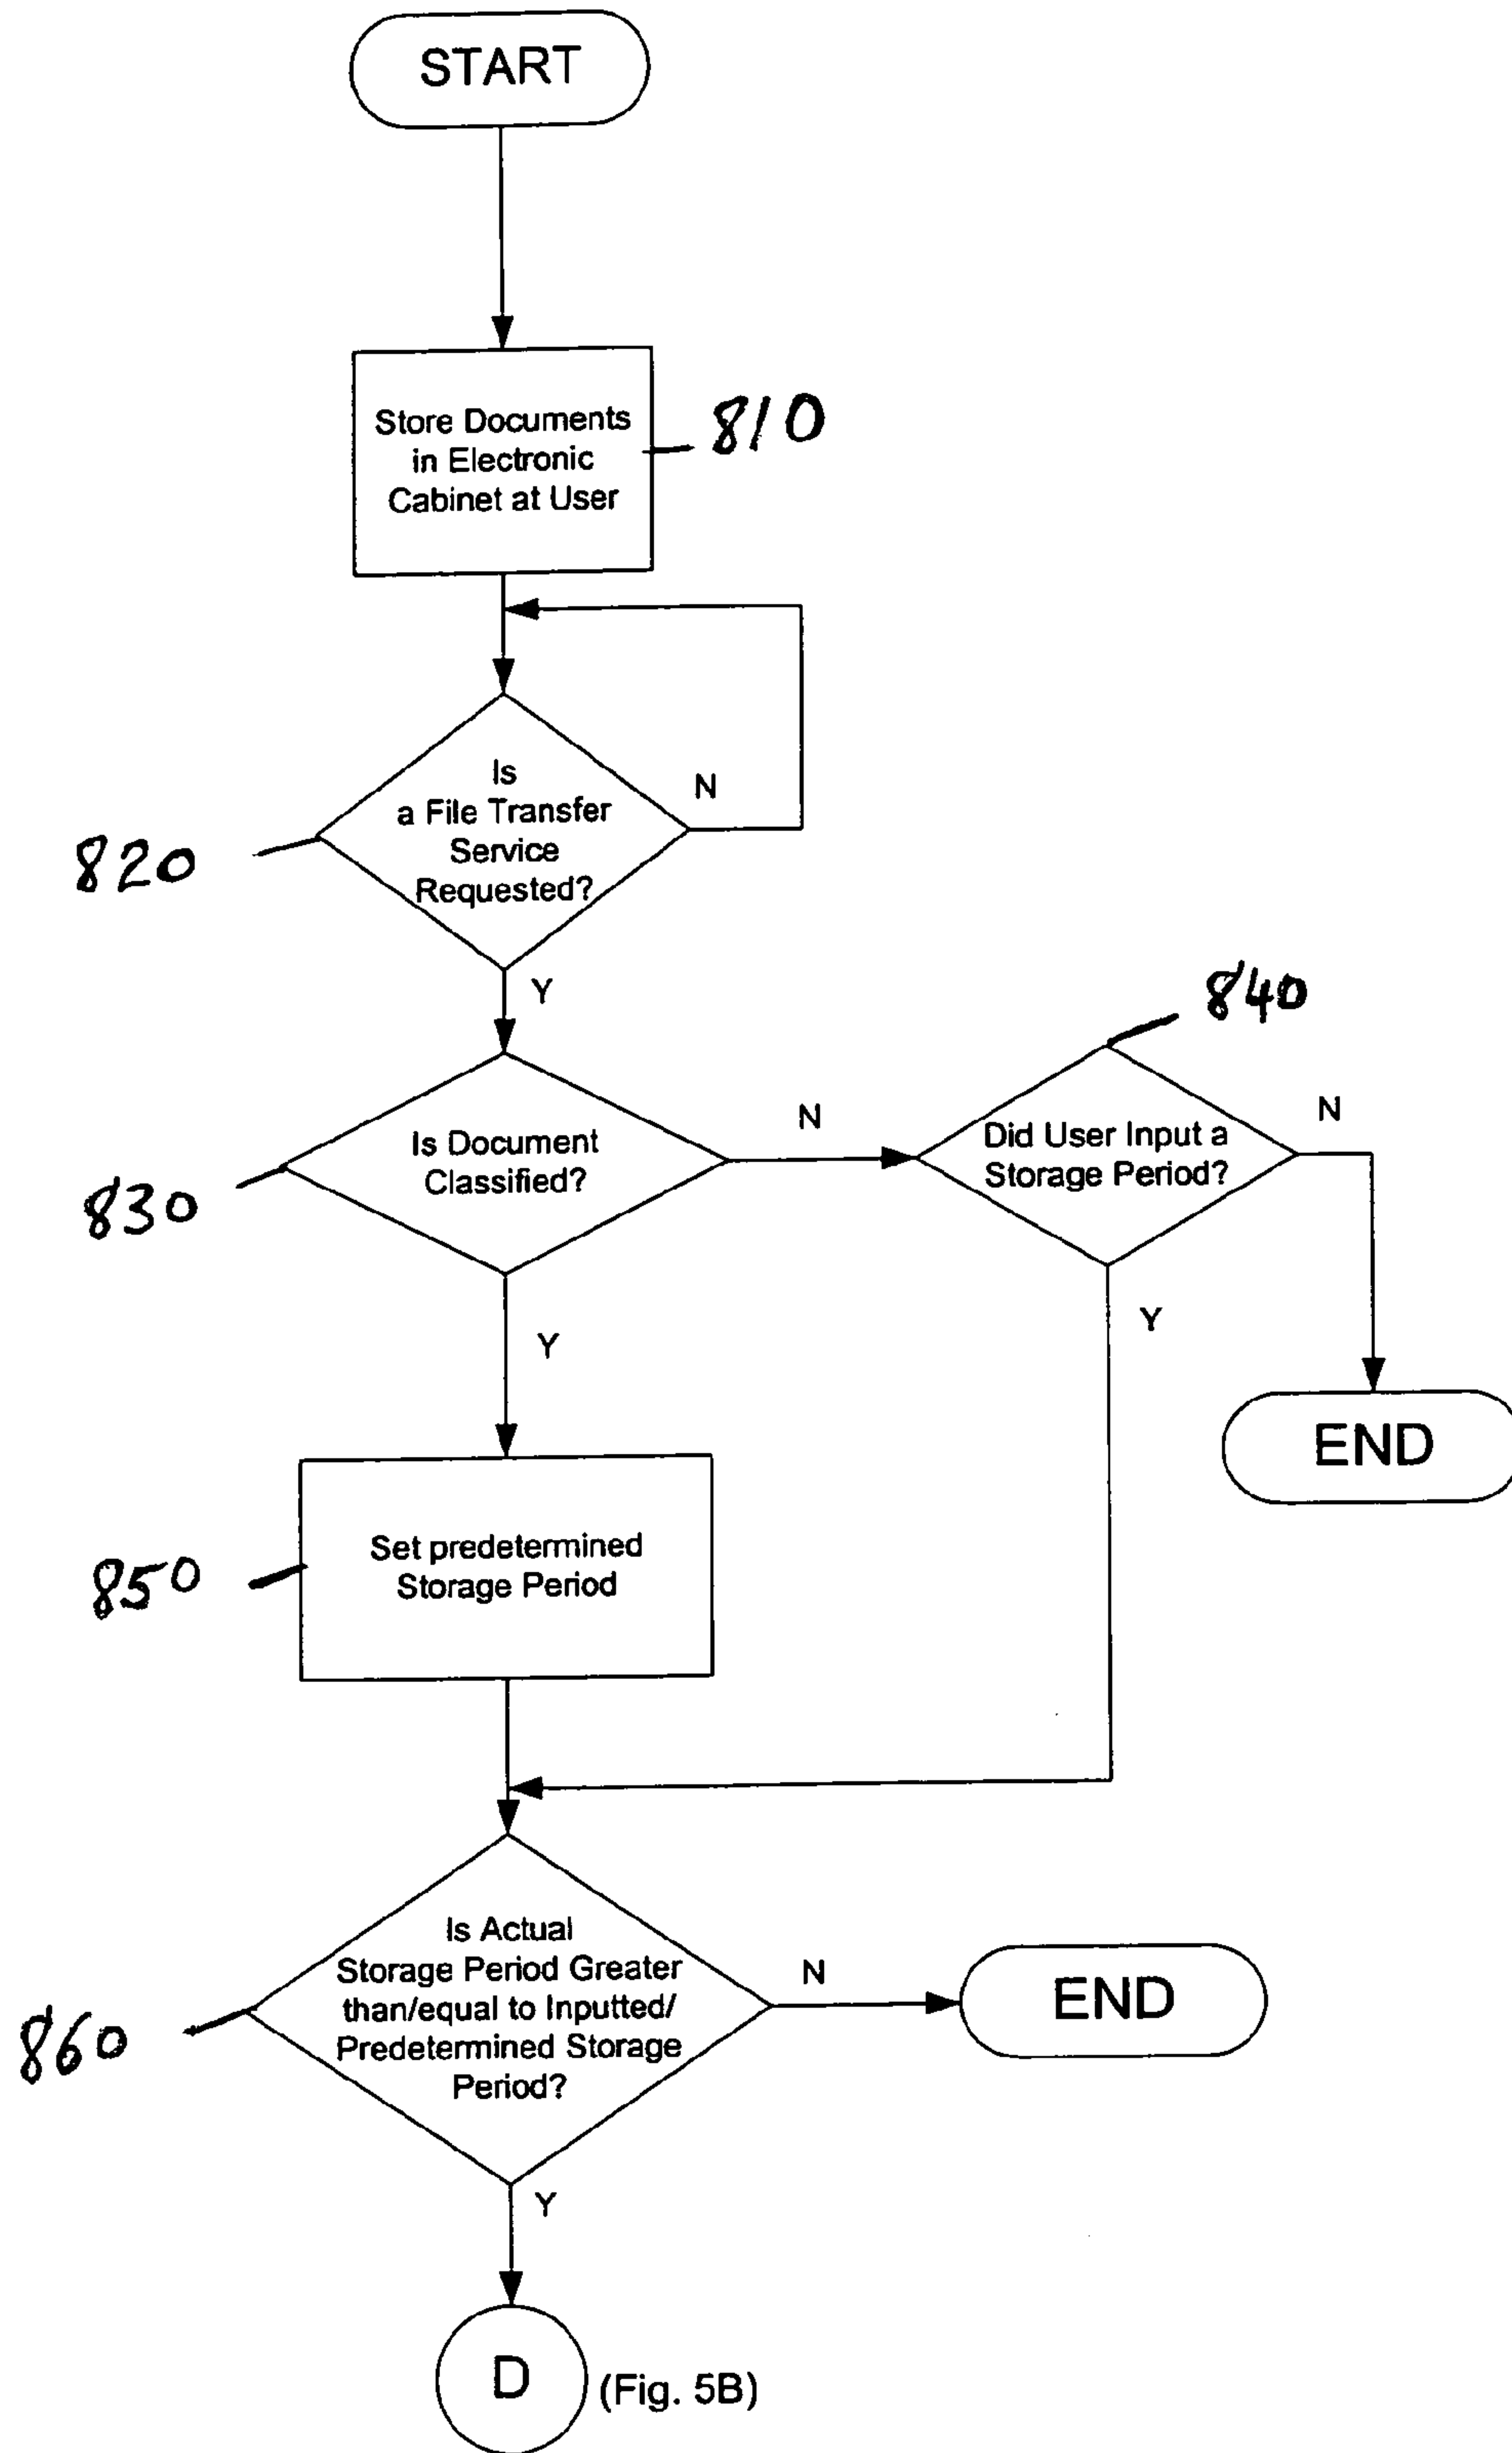 START
Store Documents
in Electronic
Cabinet at User
810
Is
a File Transfer
Service
Requested?
N
820
Y
840
Is Document
Classified?
N
Did User Input a
Storage Period?
N
830
Y
Y
END
Set predetermined
Storage Period
850
Is Actual
Storage Period Greater
than/equal to Inputted/
Predetermined Storage
Period?
N
END
860
Y
D
(Fig. 5B)